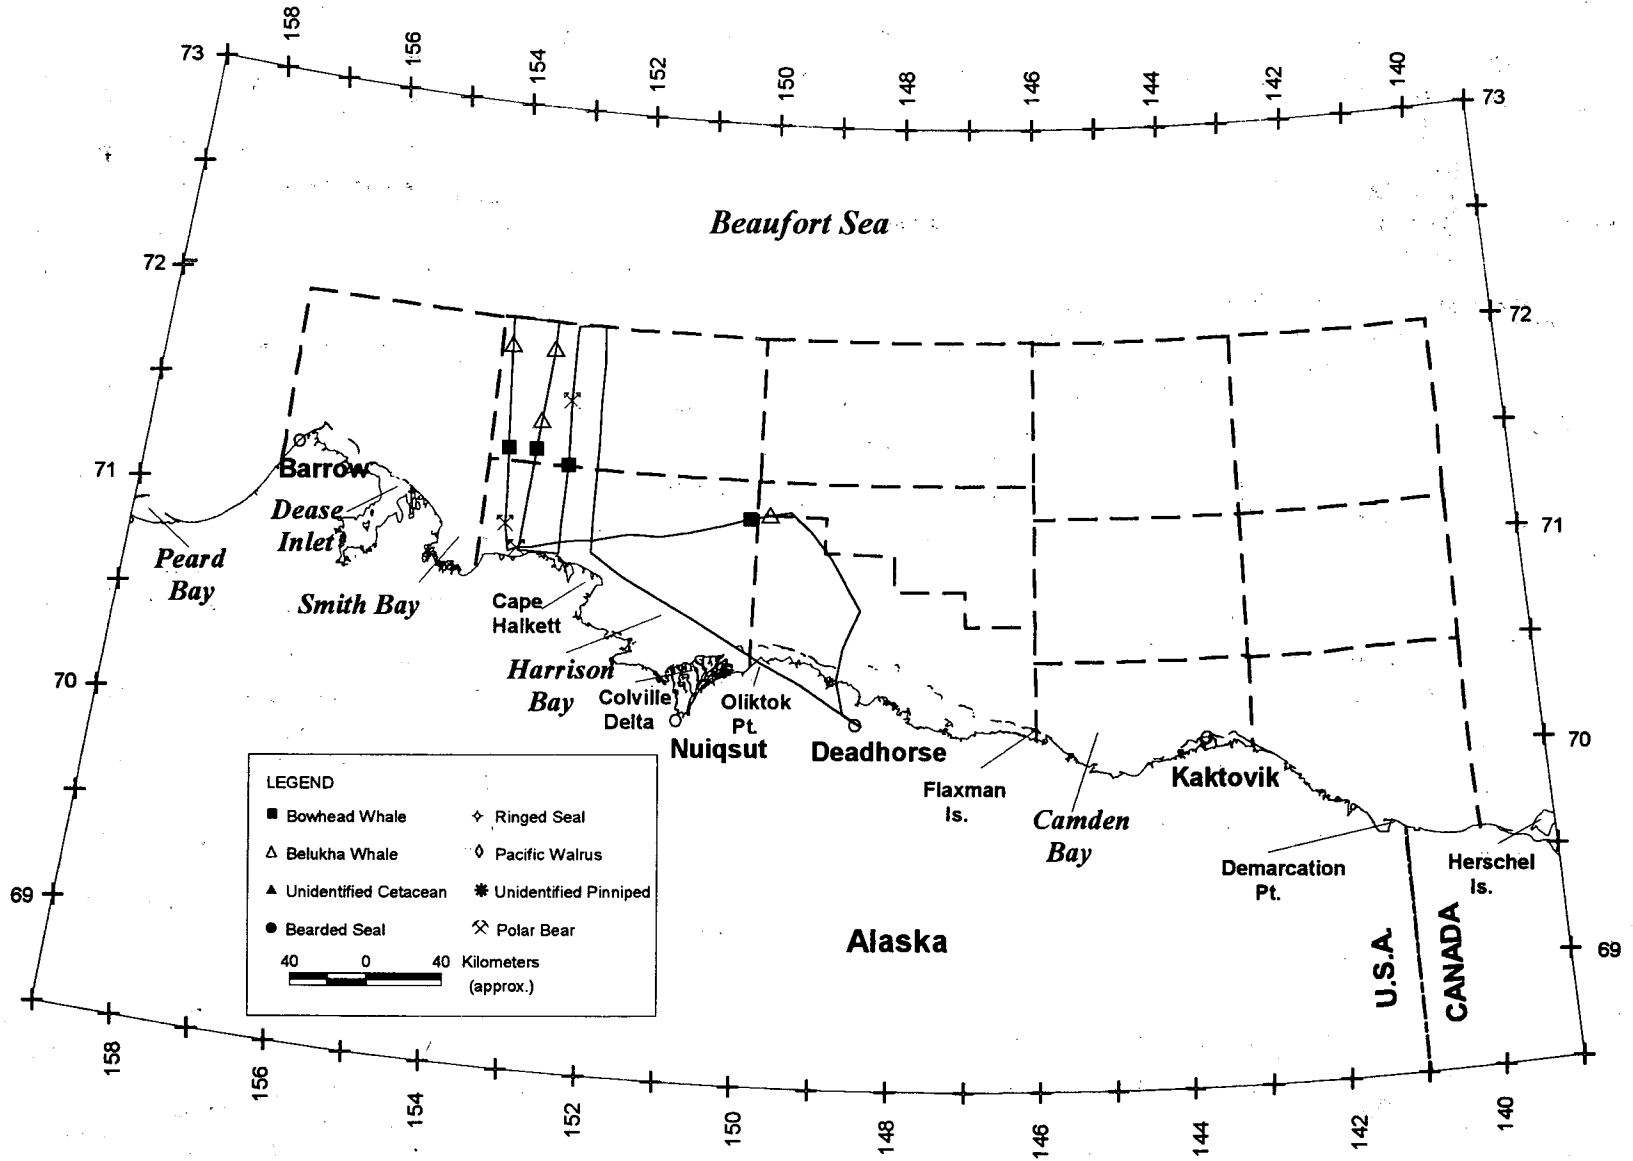 158
156
154
152
150
148
146
144
142
140
73
73
Beaufort Sea
72
72
71
Barrow
Dease
Inlet
71
Peard
Bay
Smith Bay
Cape
Halkett
Harrison
Bay
70
Colville
Delta
Oliktok
Pt.
Nuiqsut
Deadhorse
70
Kaktovik
Flaxman
Is.
Camden
Bay
Demarcation
Pt.
Herschel
Is.
LEGEND
Bowhead Whale
Ringed Seal
Belukha Whale
Pacific Walrus
Unidentified Cetacean
Unidentified Pinniped
Bearded Seal
Polar Bear
40 0 40 Kilometers
(approx.)
69
Alaska
U.S.A.
CANADA
69
158
156
154
152
150
148
146
144
142
140